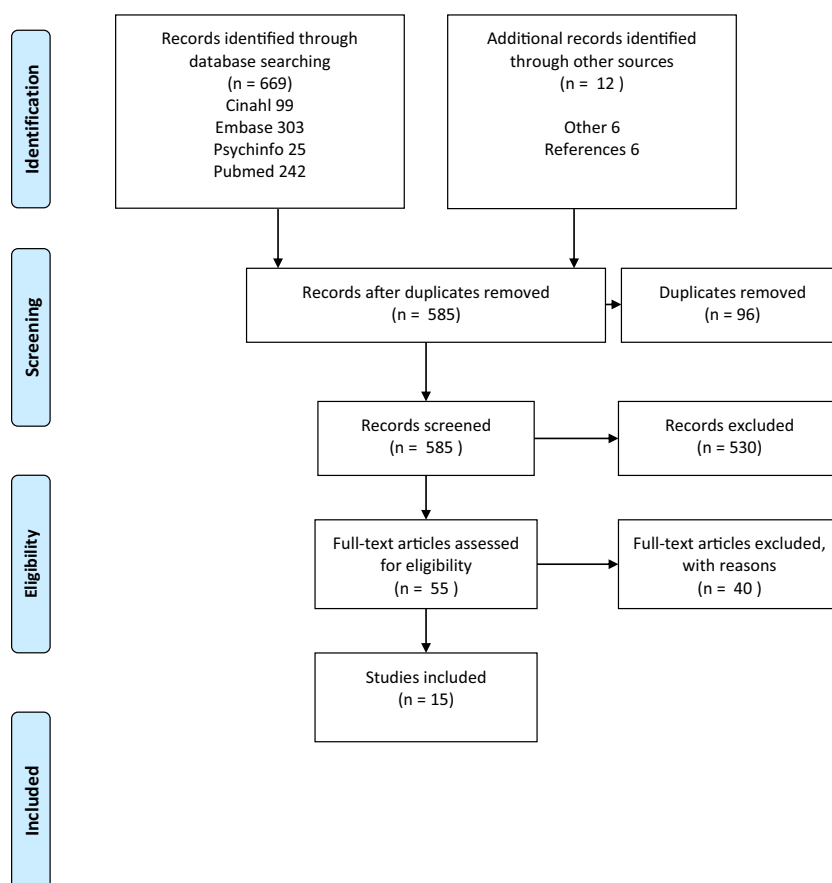 Identification
Records identified through
database searching
(n = 669)
Cinahl 99
Embase 303
Psychinfo 25
Pubmed 242
Additional records identified
through other sources
(n = 12 )
Other 6
References 6
Screening
Records after duplicates removed
(n = 585)
Duplicates removed
(n = 96)
Records screened
(n = 585 )
Records excluded
(n = 530)
Eligibility
Full-text articles assessed
for eligibility
(n = 55 )
Full-text articles excluded,
with reasons
(n = 40 )
Studies included
(n = 15)
Included